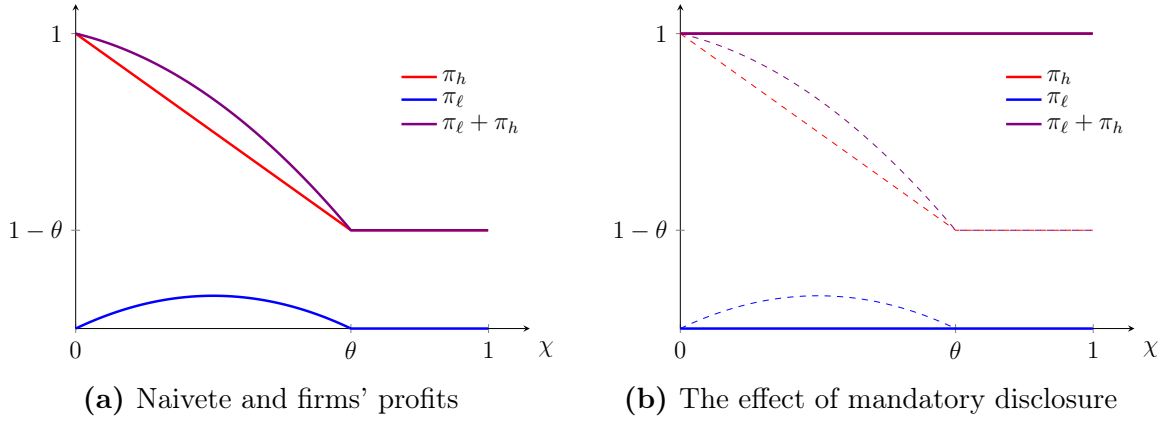 1
1 − θ
0
θ
1
χ
π_h
π_ℓ
π_ℓ + π_h
(a) Naivete and firms' profits
1
1 − θ
0
θ
1
χ
π_h
π_ℓ
π_ℓ + π_h
(b) The effect of mandatory disclosure